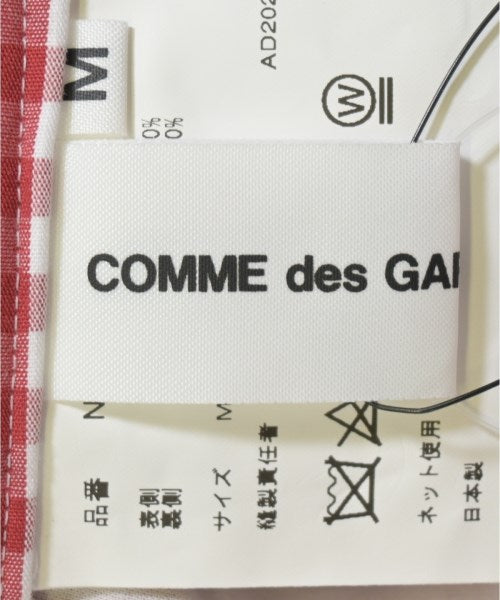 M
COMME des GAR
AD202
W
0%
0%
品番 N
表側
裏側
サイズ M
縫製責任者
ネット使用
日本製